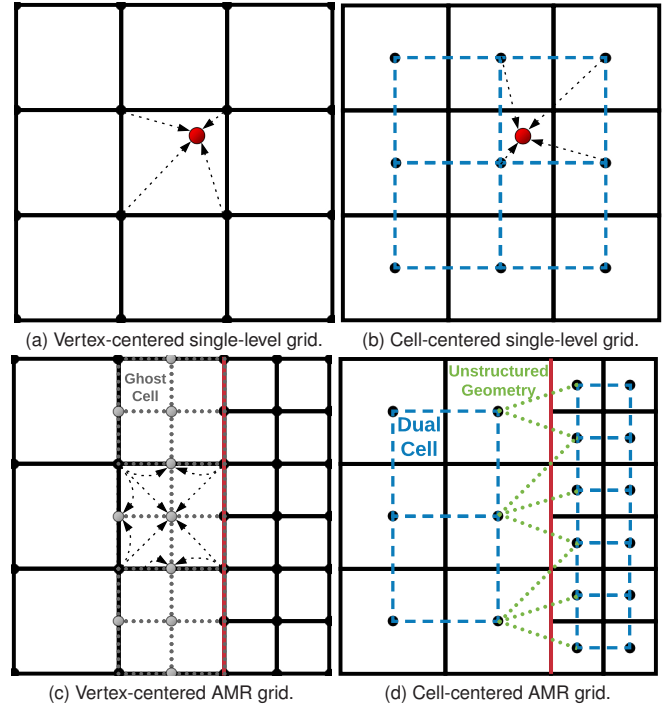 (a) Vertex-centered single-level grid.
(b) Cell-centered single-level grid.
Ghost
Cell
Unstructured
Geometry
Dual
Cell
(c) Vertex-centered AMR grid.
(d) Cell-centered AMR grid.